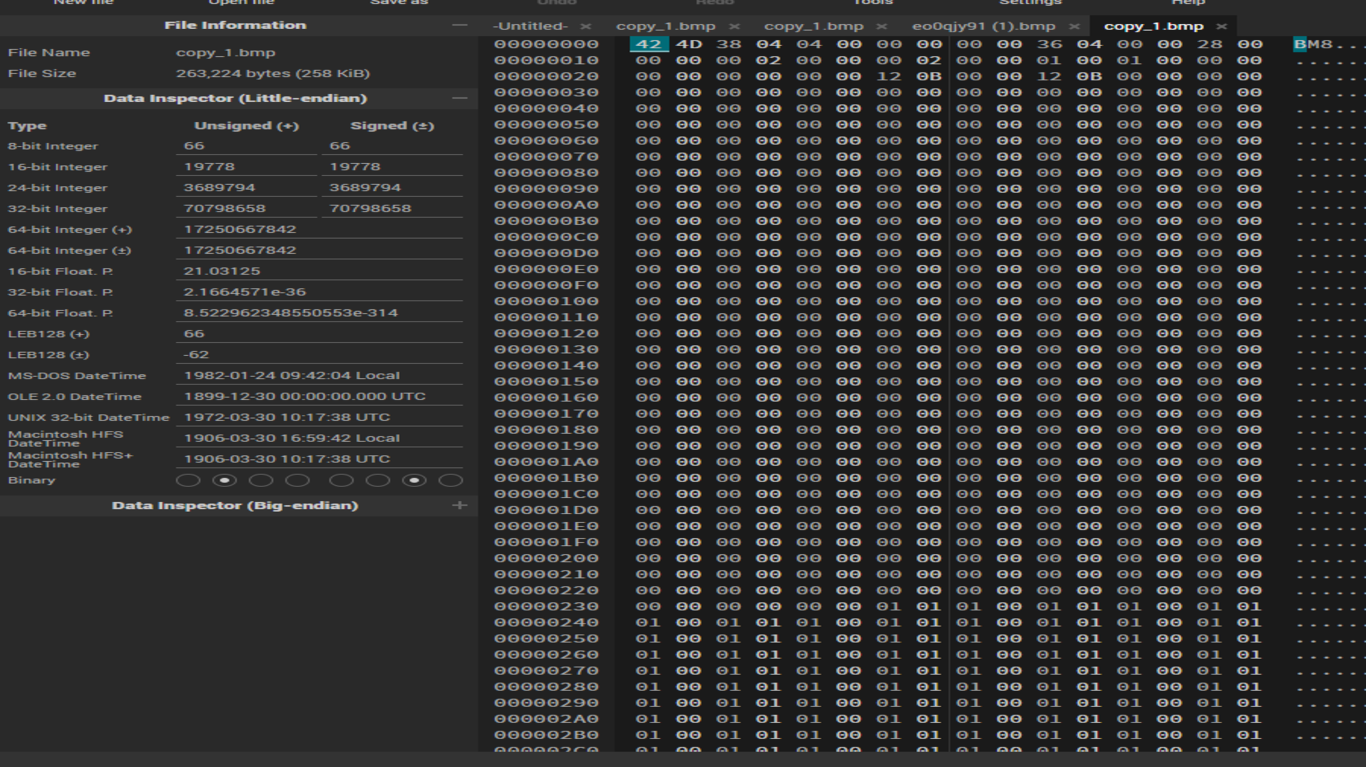 New file Open file Save as Undo Redo Tools Settings Help
File Information
File Name copy_1.bmp
File Size 263,224 bytes (258 KiB)
Data Inspector (Little-endian)
Type Unsigned (+) Signed (±)
8-bit Integer 66 66
16-bit Integer 19778 19778
24-bit Integer 3689794 3689794
32-bit Integer 70798658 70798658
64-bit Integer (+) 17250667842
64-bit Integer (±) 17250667842
16-bit Float. P. 21.03125
32-bit Float. P. 2.1664571e-36
64-bit Float. P. 8.5229623485505​53e-314
LEB128 (+) 66
LEB128 (±) -62
MS-DOS DateTime 1982-01-24 09:42:04 Local
OLE 2.0 DateTime 1899-12-30 00:00:00.000 UTC
UNIX 32-bit DateTime 1972-03-30 10:17:38 UTC
Macintosh HFS DateTime 1906-03-30 16:59:42 Local
Macintosh HFS+ DateTime 1906-03-30 10:17:38 UTC
Binary
Data Inspector (Big-endian)
-Untitled- × copy_1.bmp × copy_1.bmp × eo0qjy91 (1).bmp × copy_1.bmp ×
00000000 42 4D 38 04 04 00 00 00 00 00 36 04 00 00 28 00 BM8...
00000010 00 00 00 02 00 00 00 02 00 00 01 00 01 00 00 00 ......
00000020 00 00 00 00 00 00 12 0B 00 00 12 0B 00 00 00 00 ......
00000030 00 00 00 00 00 00 00 00 00 00 00 00 00 00 00 00 ......
00000040 00 00 00 00 00 00 00 00 00 00 00 00 00 00 00 00 ......
00000050 00 00 00 00 00 00 00 00 00 00 00 00 00 00 00 00 ......
00000060 00 00 00 00 00 00 00 00 00 00 00 00 00 00 00 00 ......
00000070 00 00 00 00 00 00 00 00 00 00 00 00 00 00 00 00 ......
00000080 00 00 00 00 00 00 00 00 00 00 00 00 00 00 00 00 ......
00000090 00 00 00 00 00 00 00 00 00 00 00 00 00 00 00 00 ......
000000A0 00 00 00 00 00 00 00 00 00 00 00 00 00 00 00 00 ......
000000B0 00 00 00 00 00 00 00 00 00 00 00 00 00 00 00 00 ......
000000C0 00 00 00 00 00 00 00 00 00 00 00 00 00 00 00 00 ......
000000D0 00 00 00 00 00 00 00 00 00 00 00 00 00 00 00 00 ......
000000E0 00 00 00 00 00 00 00 00 00 00 00 00 00 00 00 00 ......
000000F0 00 00 00 00 00 00 00 00 00 00 00 00 00 00 00 00 ......
00000100 00 00 00 00 00 00 00 00 00 00 00 00 00 00 00 00 ......
00000110 00 00 00 00 00 00 00 00 00 00 00 00 00 00 00 00 ......
00000120 00 00 00 00 00 00 00 00 00 00 00 00 00 00 00 00 ......
00000130 00 00 00 00 00 00 00 00 00 00 00 00 00 00 00 00 ......
00000140 00 00 00 00 00 00 00 00 00 00 00 00 00 00 00 00 ......
00000150 00 00 00 00 00 00 00 00 00 00 00 00 00 00 00 00 ......
00000160 00 00 00 00 00 00 00 00 00 00 00 00 00 00 00 00 ......
00000170 00 00 00 00 00 00 00 00 00 00 00 00 00 00 00 00 ......
00000180 00 00 00 00 00 00 00 00 00 00 00 00 00 00 00 00 ......
00000190 00 00 00 00 00 00 00 00 00 00 00 00 00 00 00 00 ......
000001A0 00 00 00 00 00 00 00 00 00 00 00 00 00 00 00 00 ......
000001B0 00 00 00 00 00 00 00 00 00 00 00 00 00 00 00 00 ......
000001C0 00 00 00 00 00 00 00 00 00 00 00 00 00 00 00 00 ......
000001D0 00 00 00 00 00 00 00 00 00 00 00 00 00 00 00 00 ......
000001E0 00 00 00 00 00 00 00 00 00 00 00 00 00 00 00 00 ......
000001F0 00 00 00 00 00 00 00 00 00 00 00 00 00 00 00 00 ......
00000200 00 00 00 00 00 00 00 00 00 00 00 00 00 00 00 00 ......
00000210 00 00 00 00 00 00 00 00 00 00 00 00 00 00 00 00 ......
00000220 00 00 00 00 00 00 00 00 00 00 00 00 00 00 00 00 ......
00000230 00 00 00 00 00 00 01 01 01 00 01 01 01 00 01 01 ......
00000240 01 00 01 01 01 00 01 01 01 00 01 01 01 00 01 01 ......
00000250 01 00 01 01 01 00 01 01 01 00 01 01 01 00 01 01 ......
00000260 01 00 01 01 01 00 01 01 01 00 01 01 01 00 01 01 ......
00000270 01 00 01 01 01 00 01 01 01 00 01 01 01 00 01 01 ......
00000280 01 00 01 01 01 00 01 01 01 00 01 01 01 00 01 01 ......
00000290 01 00 01 01 01 00 01 01 01 00 01 01 01 00 01 01 ......
000002A0 01 00 01 01 01 00 01 01 01 00 01 01 01 00 01 01 ......
000002B0 01 00 01 01 01 00 01 01 01 00 01 01 01 00 01 01 ......
000002C0 01 00 01 01 01 00 01 01 01 00 01 01 01 00 01 01 ......